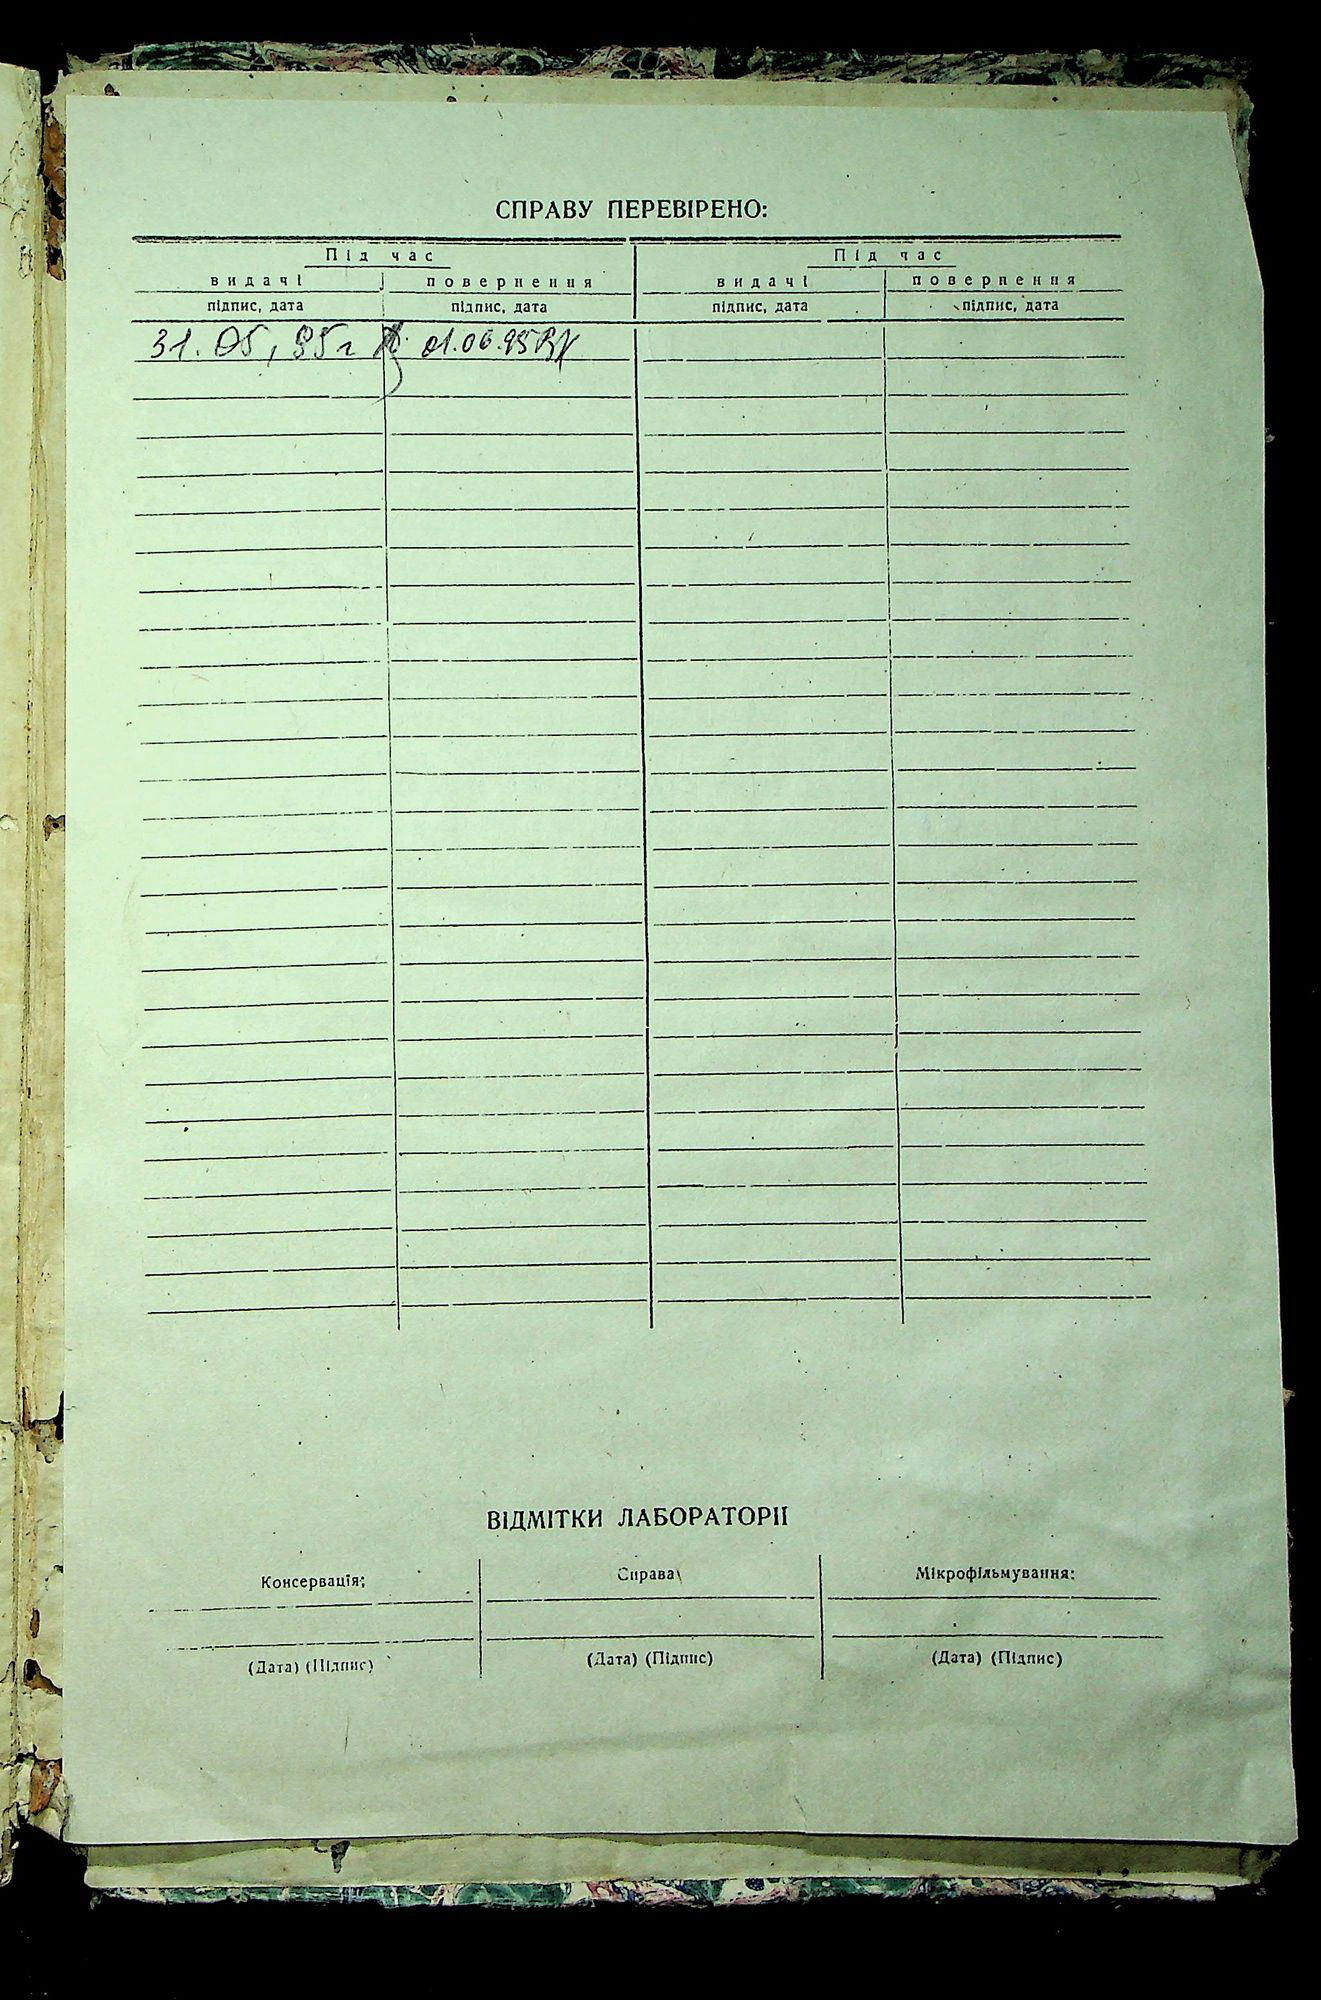 СПРАВУ ПЕРЕВІРЕНО:
Під час Під час
видачі повернення видачі повернення
підпис, дата підпис, дата підпис, дата підпис, дата
31.05,95г 01.06.95
ВІДМІТКИ ЛАБОРАТОРІІ
Консервація: Справа Мікрофільмування:
(Дата) (Підпис) (Дата) (Підпис) (Дата) (Підпис)